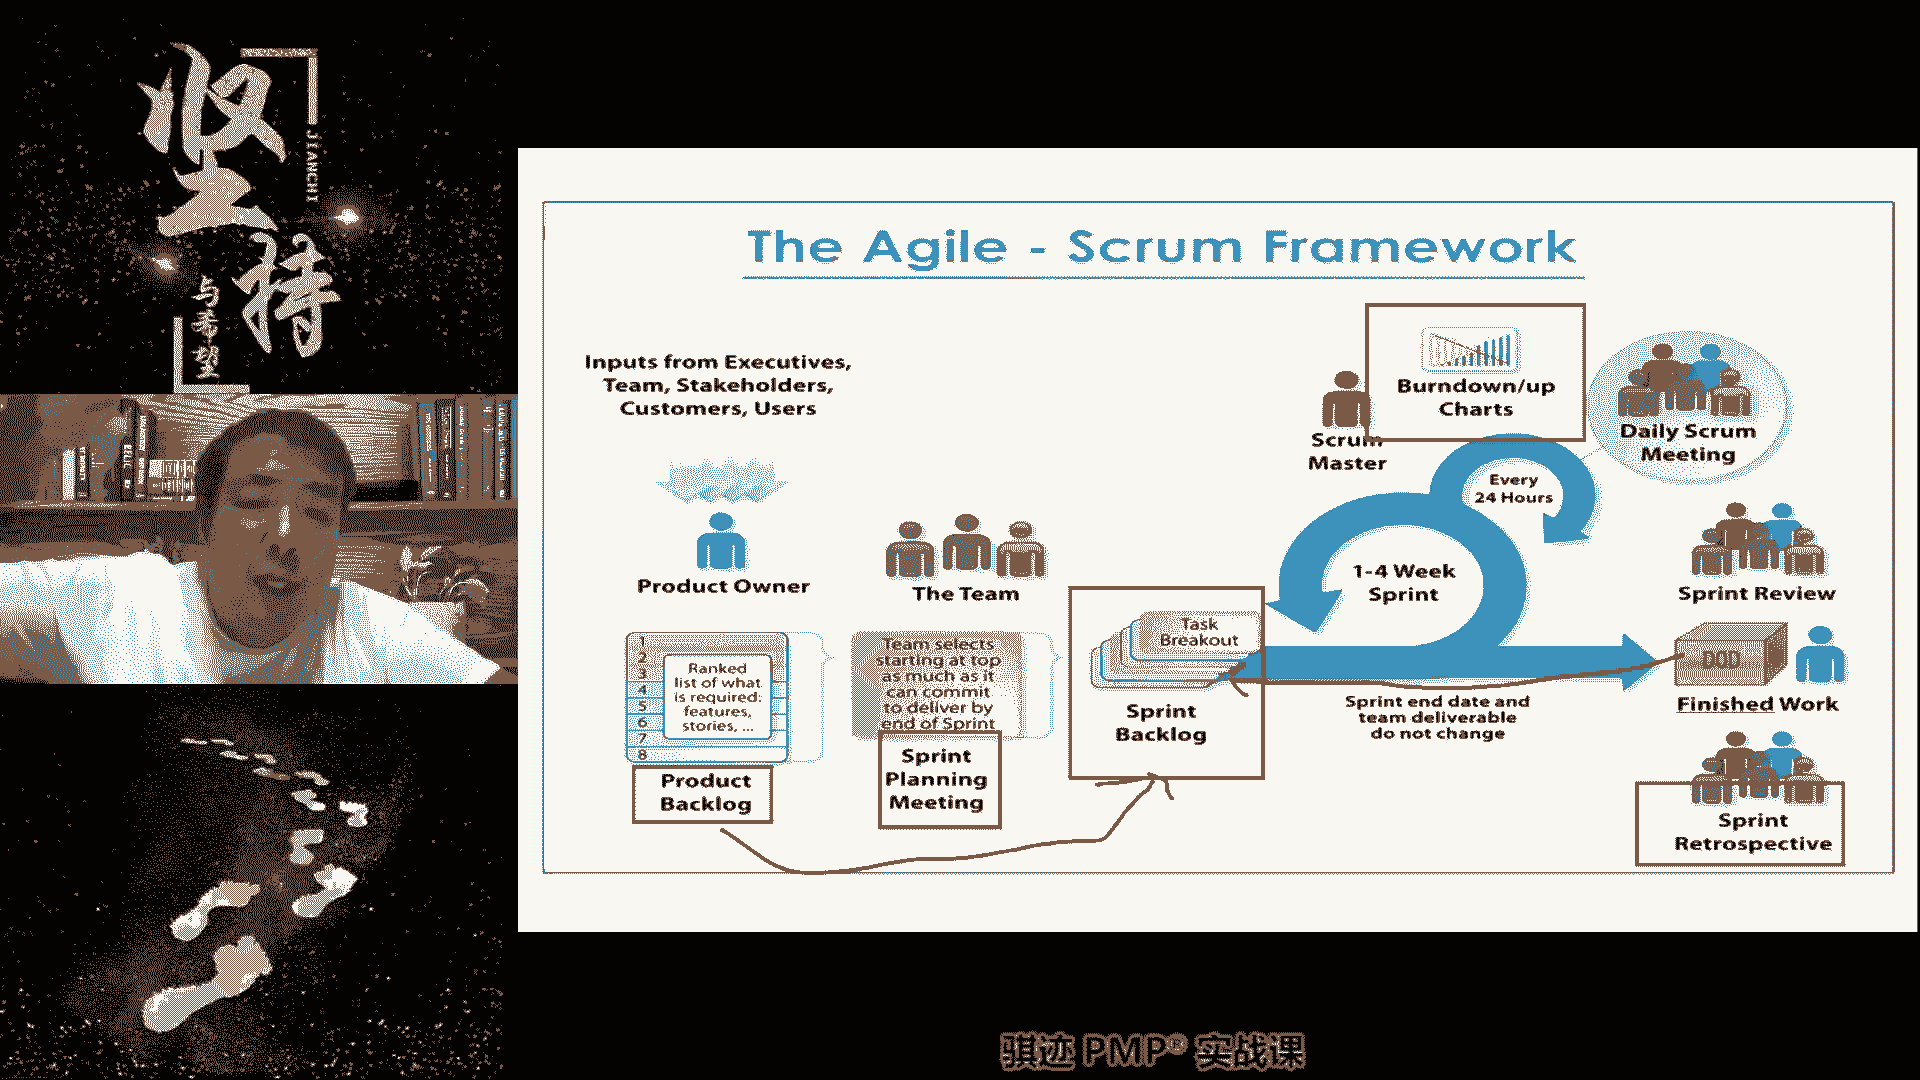 坚持
JIANCHI
与希望
The Agile - Scrum Framework
Inputs from Executives,
Team, Stakeholders,
Customers, Users
Product Owner
The Team
1
2
3
4
5
6
7
8
Ranked
list of what
is required:
features,
stories, ...
Product
Backlog
Team selects
starting at top
as much as it
can commit
to deliver by
end of Sprint
Sprint
Planning
Meeting
Task
Breakout
Sprint
Backlog
Scrum
Master
Burndown/up
Charts
Every
24 Hours
1-4 Week
Sprint
Sprint end date and
team deliverable
do not change
Daily Scrum
Meeting
Sprint Review
DOD
Finished Work
Sprint
Retrospective
骐迹 PMP® 实战课